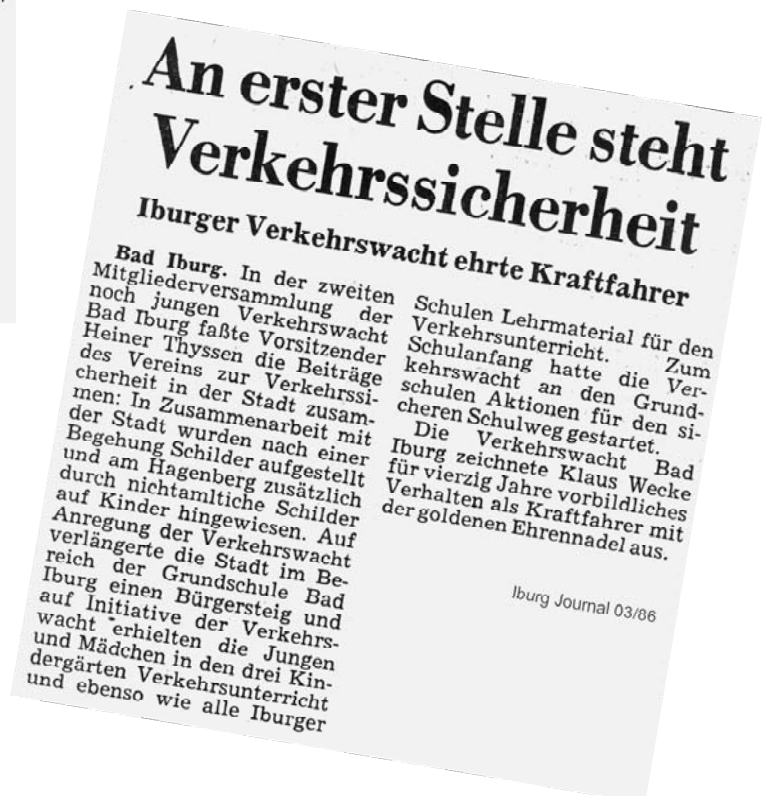 An erster Stelle steht
Verkehrssicherheit
Iburger Verkehrswacht ehrte Kraftfahrer
Bad Iburg. In der zweiten
Mitgliederversammlung der
noch jungen Verkehrswacht
Bad Iburg faßte Vorsitzender
Heiner Thyssen die Beiträge
des Vereins zur Verkehrssi-
cherheit in der Stadt zusam-
men: In Zusammenarbeit mit
der Stadt wurden nach einer
Begehung Schilder aufgestellt
und am Hagenberg zusätzlich
durch nichtamltiche Schilder
auf Kinder hingewiesen. Auf
Anregung der Verkehrswacht
verlängerte die Stadt im Be-
reich der Grundschule Bad
Iburg einen Bürgersteig und
auf Initiative der Verkehrs-
wacht erhielten die Jungen
und Mädchen in den drei Kin-
dergärten Verkehrsunterricht
und ebenso wie alle Iburger
Schulen Lehrmaterial für den
Verkehrsunterricht. Zum
Schulanfang hatte die Ver-
kehrswacht an den Grund-
schulen Aktionen für den si-
cheren Schulweg gestartet.
Die Verkehrswacht Bad
Iburg zeichnete Klaus Wecke
für vierzig Jahre vorbildliches
Verhalten als Kraftfahrer mit
der goldenen Ehrennadel aus.
Iburg Journal 03/86